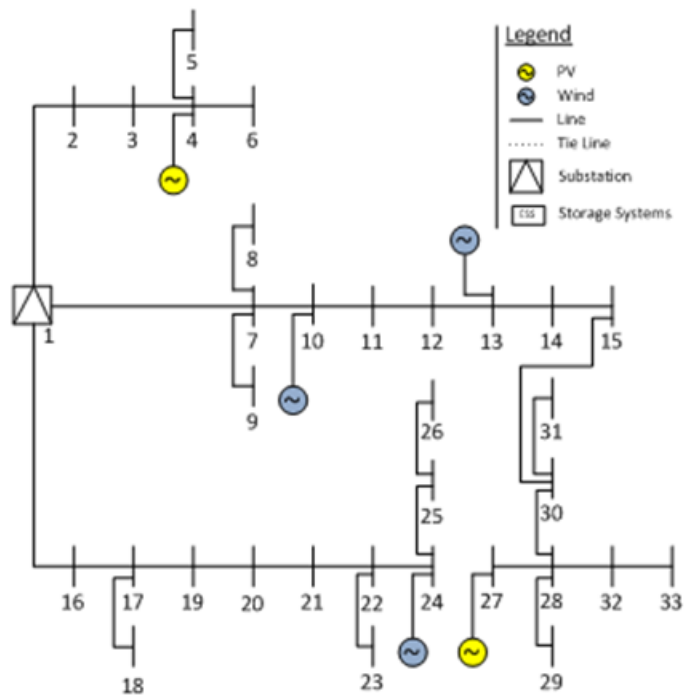 Legend
PV
Wind
Line
Tie Line
Substation
ESS Storage Systems
5
2 3 4 6
8
1 7 10 11 12 13 14 15
9
26 31
25 30
16 17 19 20 21 22 24 27 28 32 33
18 23 29